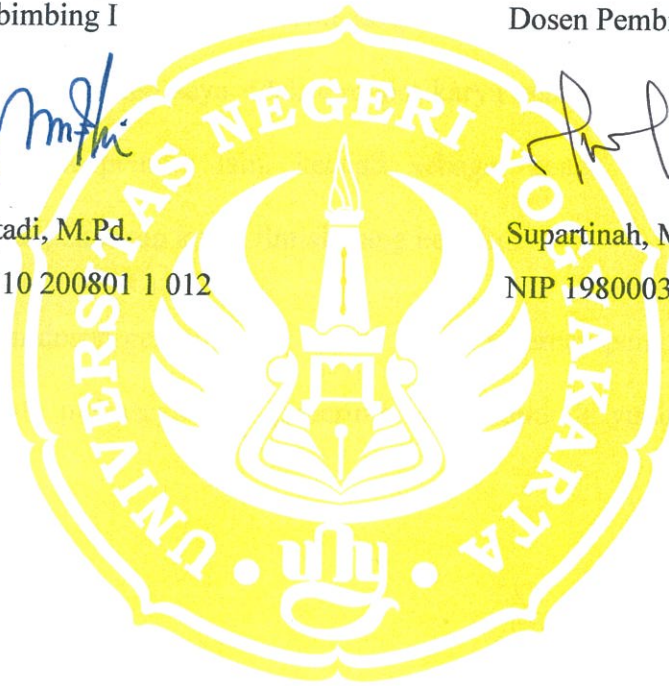 bimbing I
Dosen Pemb
tadi, M.Pd.
Supartinah, M
10 200801 1 012
NIP 1980003
UNIVERSITAS NEGERI YOGYAKARTA
uny